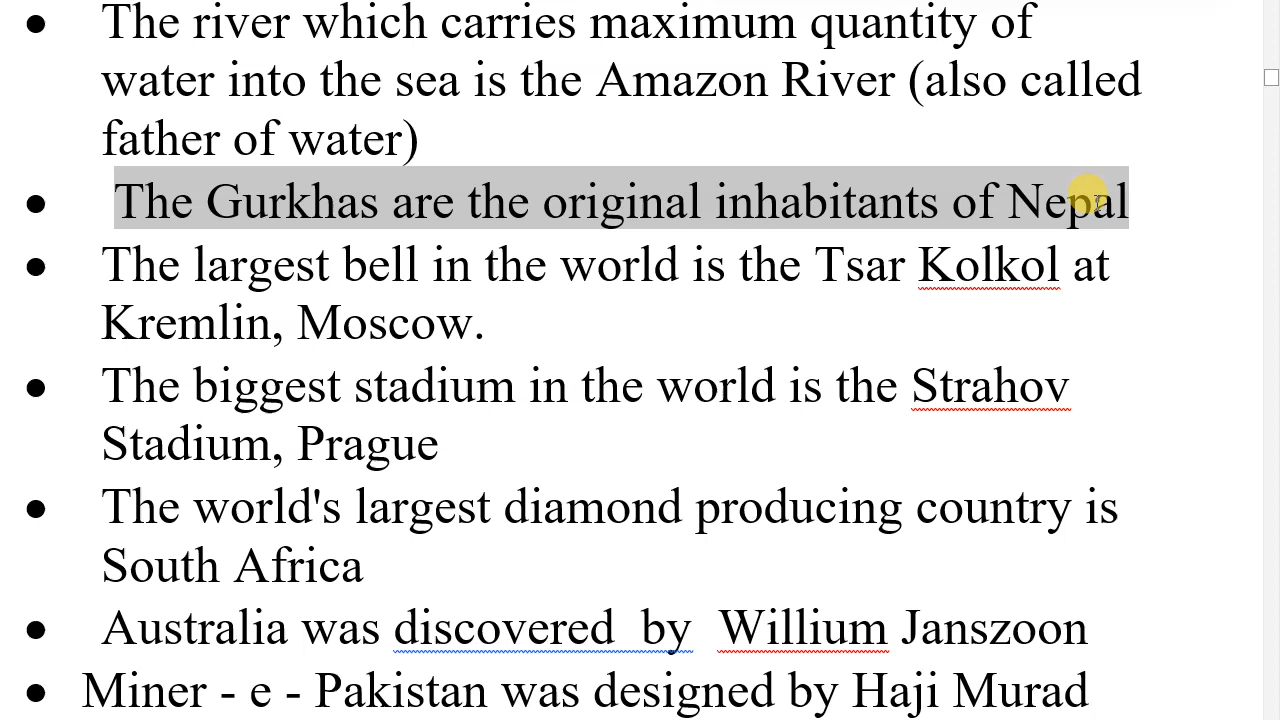 • The river which carries maximum quantity of
water into the sea is the Amazon River (also called
father of water)
• The Gurkhas are the original inhabitants of Nepal
• The largest bell in the world is the Tsar Kolkol at
Kremlin, Moscow.
• The biggest stadium in the world is the Strahov
Stadium, Prague
• The world's largest diamond producing country is
South Africa
• Australia was discovered by Willium Janszoon
• Miner - e - Pakistan was designed by Haji Murad